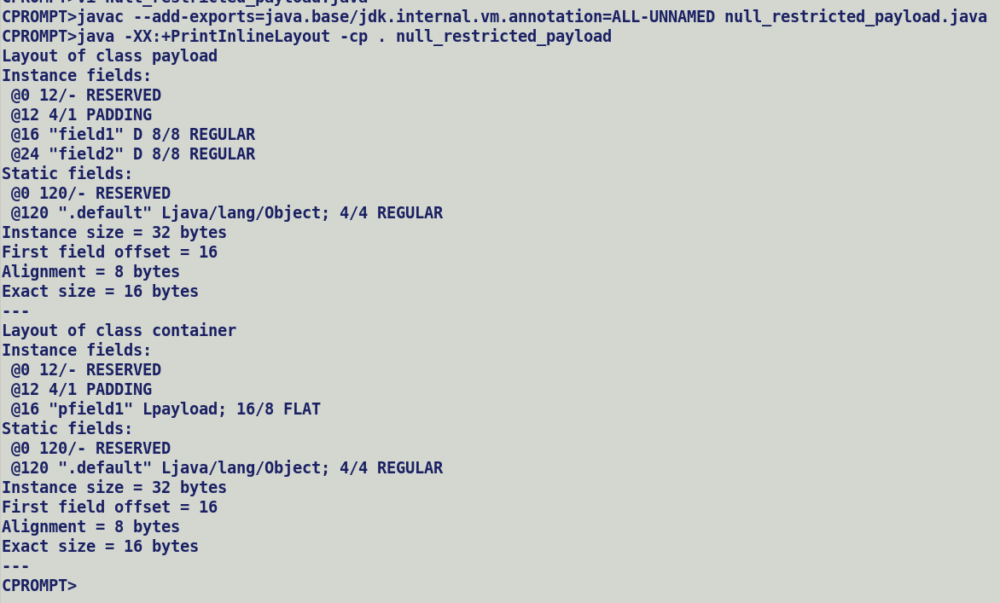 CPROMPT>vi null_restricted_payload.java
CPROMPT>javac --add-exports=java.base/jdk.internal.vm.annotation=ALL-UNNAMED null_restricted_payload.java
CPROMPT>java -XX:+PrintInlineLayout -cp . null_restricted_payload
Layout of class payload
Instance fields:
 @0 12/- RESERVED
 @12 4/1 PADDING
 @16 "field1" D 8/8 REGULAR
 @24 "field2" D 8/8 REGULAR
Static fields:
 @0 120/- RESERVED
 @120 ".default" Ljava/lang/Object; 4/4 REGULAR
Instance size = 32 bytes
First field offset = 16
Alignment = 8 bytes
Exact size = 16 bytes
---
Layout of class container
Instance fields:
 @0 12/- RESERVED
 @12 4/1 PADDING
 @16 "pfield1" Lpayload; 16/8 FLAT
Static fields:
 @0 120/- RESERVED
 @120 ".default" Ljava/lang/Object; 4/4 REGULAR
Instance size = 32 bytes
First field offset = 16
Alignment = 8 bytes
Exact size = 16 bytes
---
CPROMPT>